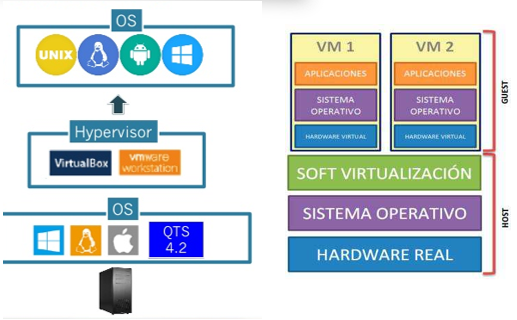 OS
UNIX
Hypervisor
VirtualBox
vmware
workstation
OS
QTS
4.2
VM 1
APLICACIONES
SISTEMA
OPERATIVO
HARDWARE VIRTUAL
VM 2
APLICACIONES
SISTEMA
OPERATIVO
HARDWARE VIRTUAL
GUEST
SOFT VIRTUALIZACIÓN
SISTEMA OPERATIVO
HARDWARE REAL
HOST